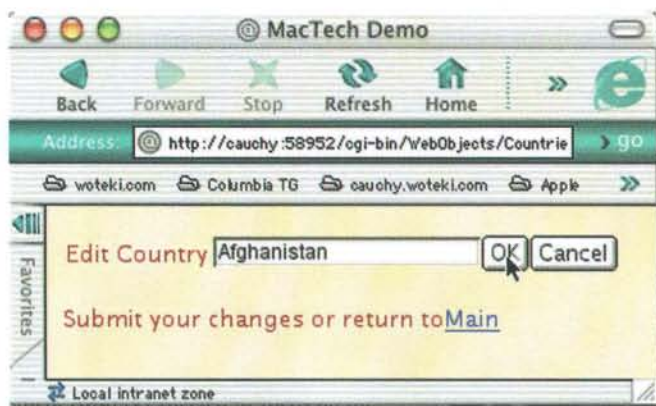 MacTech Demo
Back Forward Stop Refresh Home »
Address: @ http://cauchy:58952/cgi-bin/WebObjects/Countrie › go
woteki.com Columbia TG cauchy.woteki.com Apple »
Favorites
Edit Country Afghanistan OK Cancel
Submit your changes or return toMain
Local intranet zone